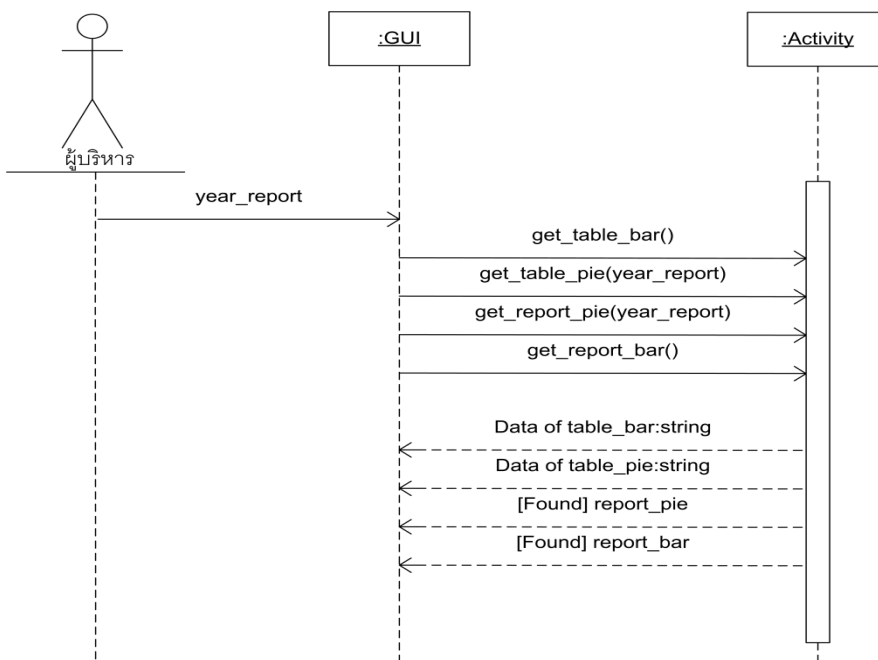 :GUI
:Activity
ผู้บริหาร
year_report
get_table_bar()
get_table_pie(year_report)
get_report_pie(year_report)
get_report_bar()
Data of table_bar:string
Data of table_pie:string
[Found] report_pie
[Found] report_bar